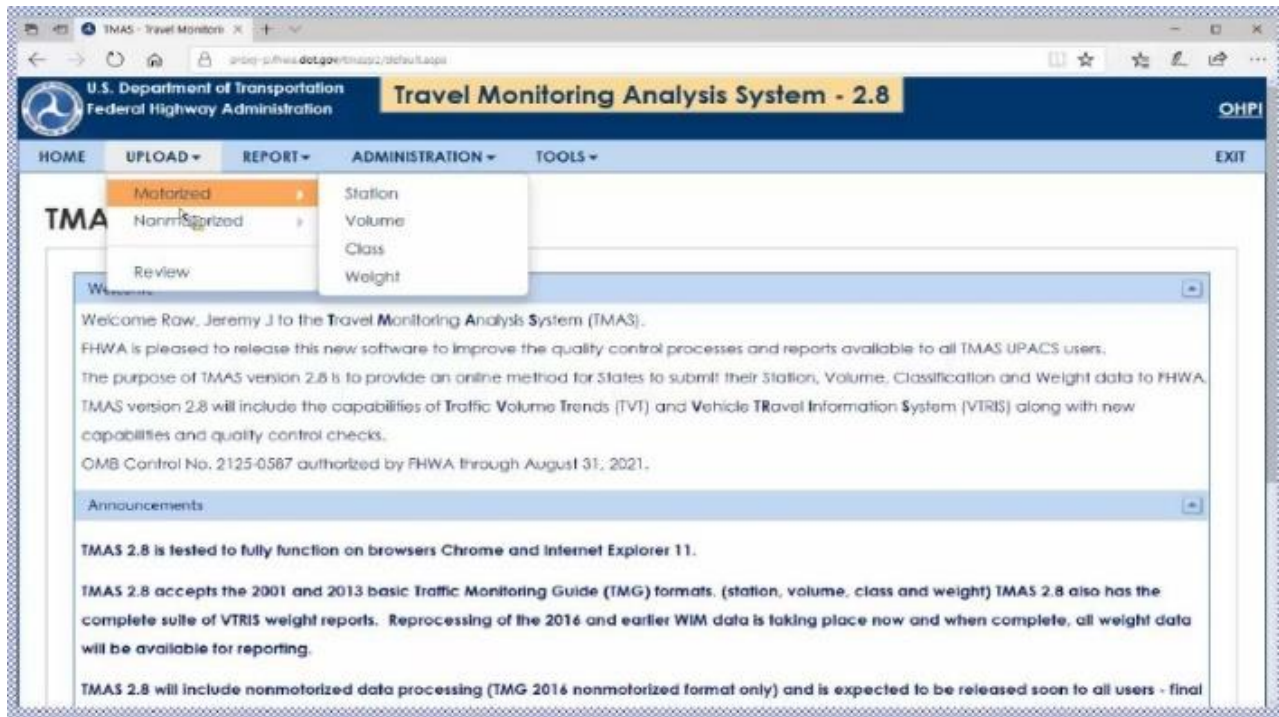 TMAS - Travel Monitori
dot.gov/tmasp2/default.aspx
U.S. Department of Transportation
Federal Highway Administration
Travel Monitoring Analysis System - 2.8
OHPI
HOME UPLOAD REPORT ADMINISTRATION TOOLS EXIT
Motorized
Nonmotorized
Review
Station
Volume
Class
Weight
TMA
Welcome
Welcome Row, Jeremy J to the Travel Monitoring Analysis System (TMAS).
FHWA is pleased to release this new software to improve the quality control processes and reports available to all TMAS UPACS users.
The purpose of TMAS version 2.8 is to provide an online method for States to submit their Station, Volume, Classification and Weight data to FHWA.
TMAS version 2.8 will include the capabilities of Traffic Volume Trends (TVT) and Vehicle TRavel Information System (VTRIS) along with new
capabilities and quality control checks.
OMB Control No. 2125-0587 authorized by FHWA through August 31, 2021.
Announcements
TMAS 2.8 is tested to fully function on browsers Chrome and Internet Explorer 11.
TMAS 2.8 accepts the 2001 and 2013 basic Traffic Monitoring Guide (TMG) formats. (station, volume, class and weight) TMAS 2.8 also has the
complete suite of VTRIS weight reports. Reprocessing of the 2016 and earlier WIM data is taking place now and when complete, all weight data
will be available for reporting.
TMAS 2.8 will include nonmotorized data processing (TMG 2016 nonmotorized format only) and is expected to be released soon to all users - final